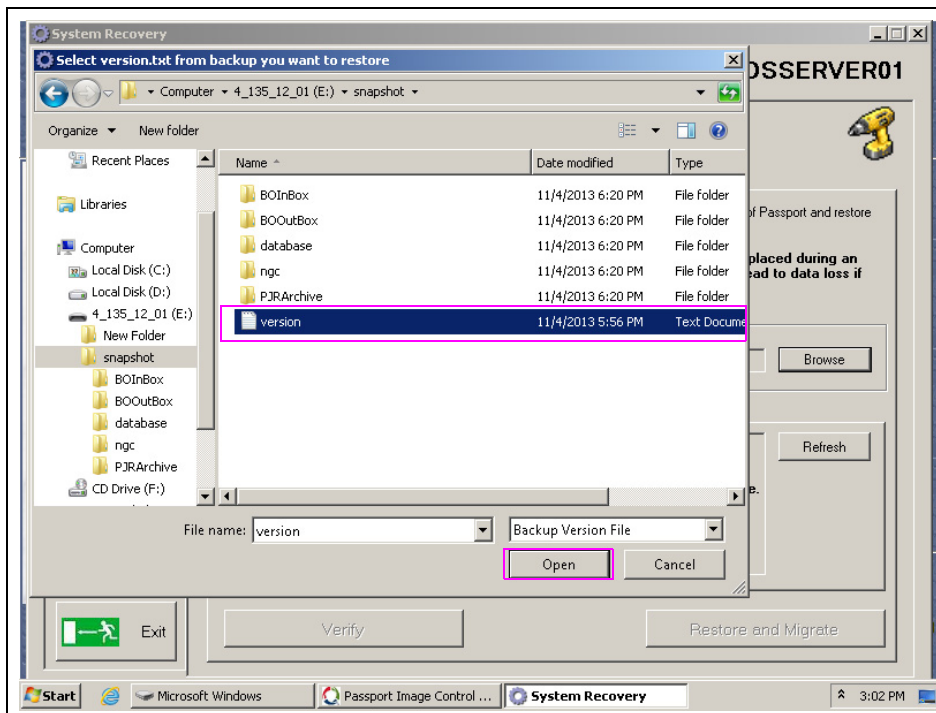 System Recovery
Select version.txt from backup you want to restore
OSSERVER01
Computer 4_135_12_01 (E:) snapshot
Organize New folder
Recent Places
Libraries
Computer
Local Disk (C:)
Local Disk (D:)
4_135_12_01 (E:)
New Folder
snapshot
BOInBox
BOOutBox
database
ngc
PJRArchive
CD Drive (F:)
Name Date modified Type
BOInBox 11/4/2013 6:20 PM File folder
BOOutBox 11/4/2013 6:20 PM File folder
database 11/4/2013 6:20 PM File folder
ngc 11/4/2013 6:20 PM File folder
PJRArchive 11/4/2013 6:20 PM File folder
version 11/4/2013 5:56 PM Text Docume
of Passport and restore
placed during an
ead to data loss if
Browse
Refresh
e.
File name: version Backup Version File
Open Cancel
Exit Verify Restore and Migrate
Start Microsoft Windows Passport Image Control ... System Recovery 3:02 PM